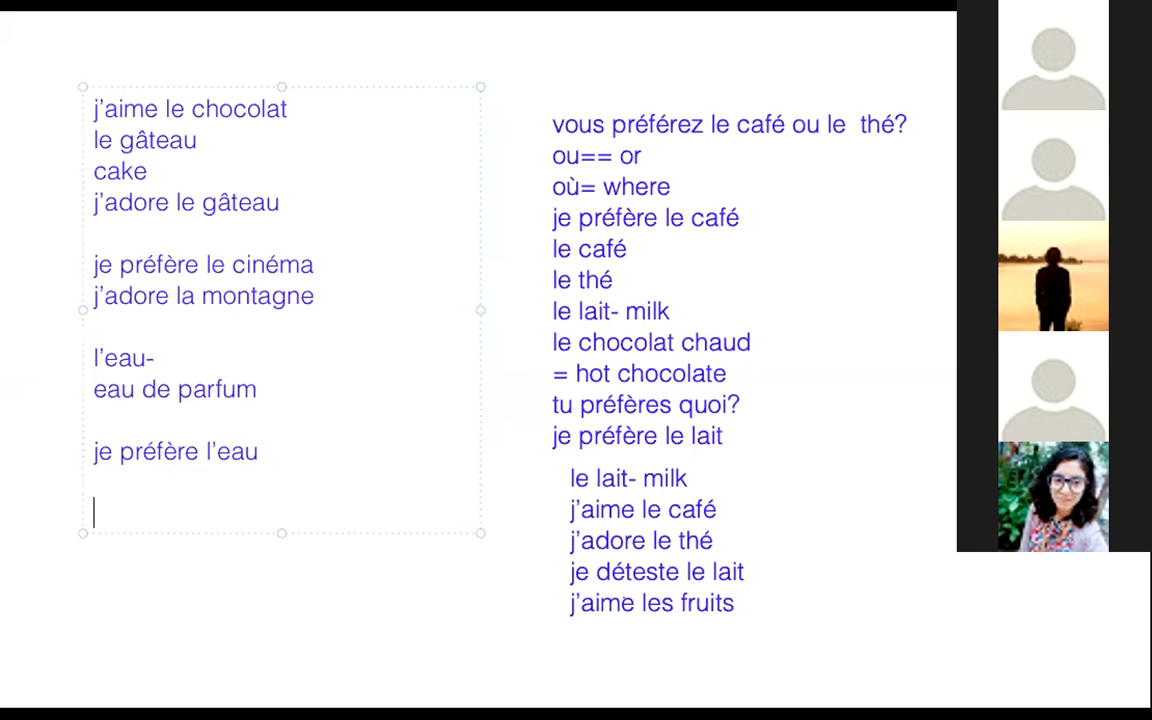 j'aime le chocolat
le gâteau
cake
j'adore le gâteau
je préfère le cinéma
j'adore la montagne
l'eau-
eau de parfum
je préfère l'eau
vous préférez le café ou le  thé?
ou== or
où= where
je préfère le café
le café
le thé
le lait- milk
le chocolat chaud
= hot chocolate
tu préfères quoi?
je préfère le lait
le lait- milk
j'aime le café
j'adore le thé
je déteste le lait
j'aime les fruits